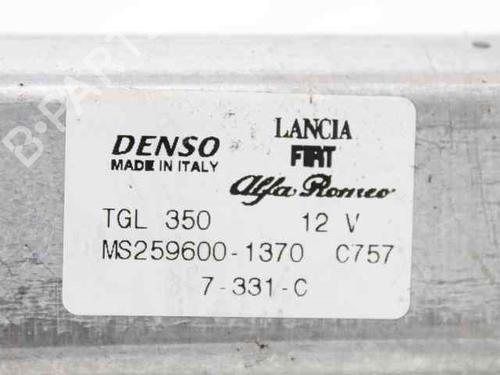 B-PARTS
DENSO
MADE IN ITALY
LANCIA
FIAT
Alfa Romeo
TGL 350 12 V
MS259600-1370 C757
7-331-C